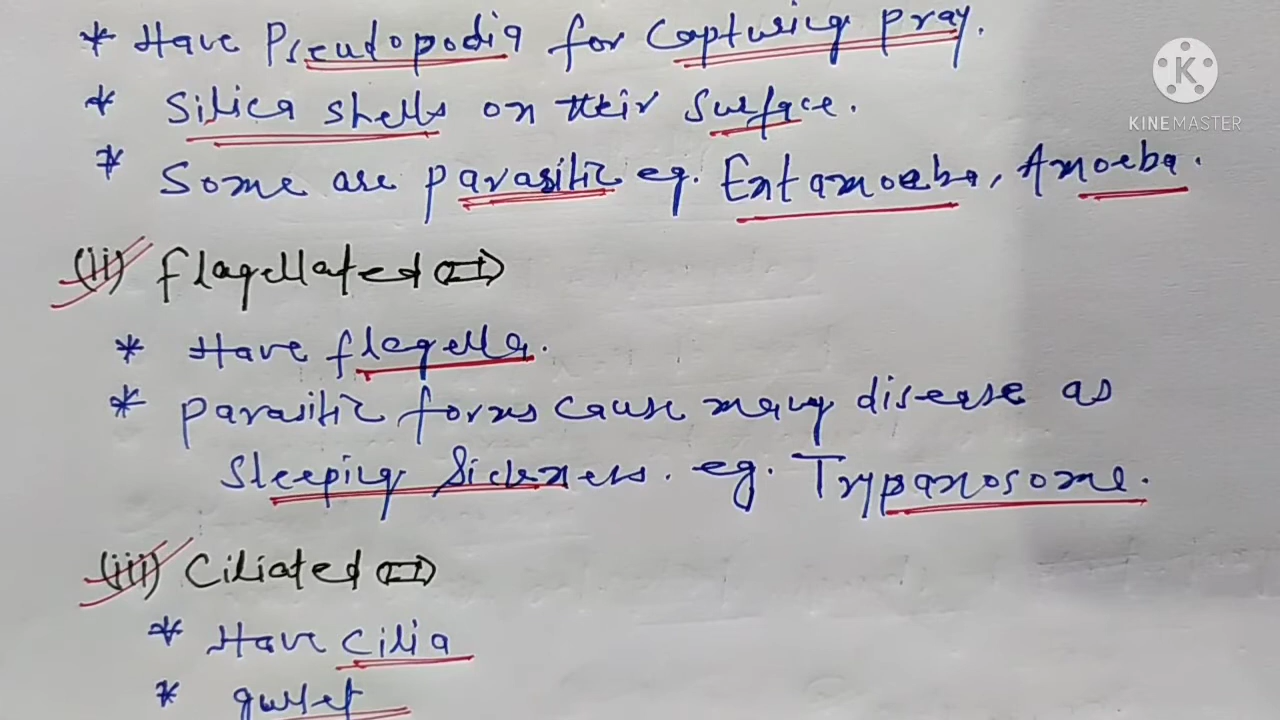 * Have Pseudopodia for Capturing pray.
* Silica shells on their surface.
* Some are parasitic eg. Entamoeba, Amoeba.
(ii) Flagellated ⇒
* Have flagella.
* Parasitic forms cause many disease as
Sleeping Sickness. eg. Trypanosome.
(iii) Ciliated ⇒
* Have Cilia
* gullet
K
KINEMASTER